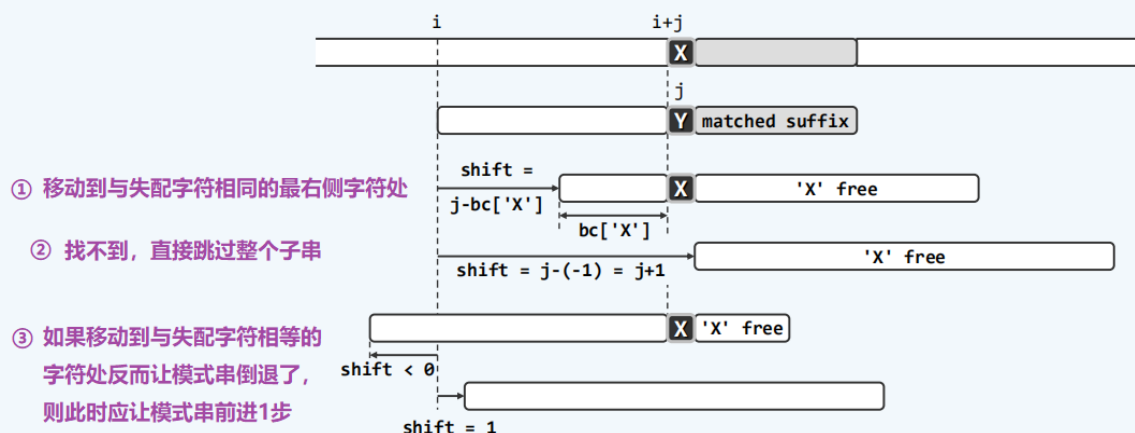 i i+j
X
j
Y matched suffix
① 移动到与失配字符相同的最右侧字符处
shift =
j-bc['X']
X 'X' free
bc['X']
② 找不到，直接跳过整个子串
'X' free
shift = j-(-1) = j+1
③ 如果移动到与失配字符相等的
字符处反而让模式串倒退了，
则此时应让模式串前进1步
X 'X' free
shift < 0
shift = 1